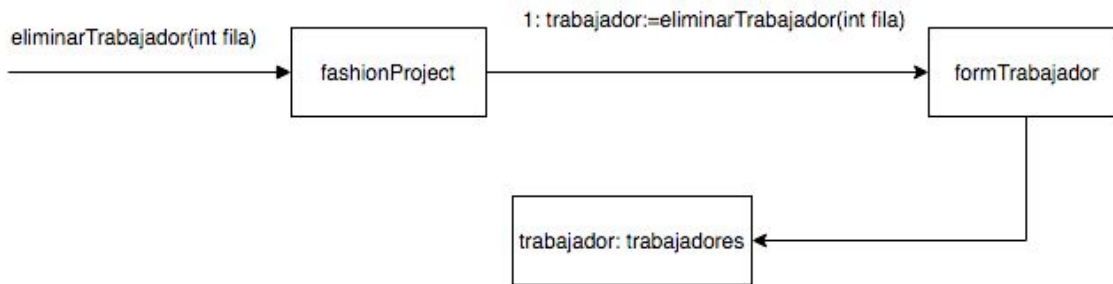 1: trabajador:=eliminarTrabajador(int fila)
eliminarTrabajador(int fila)
fashionProject
formTrabajador
trabajador: trabajadores